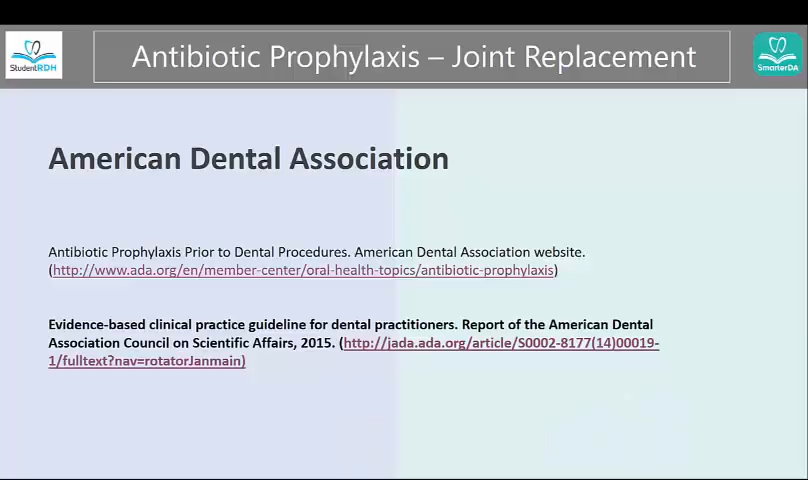 StudentRDH
Antibiotic Prophylaxis – Joint Replacement
SmarterDA
American Dental Association
Antibiotic Prophylaxis Prior to Dental Procedures. American Dental Association website.
(http://www.ada.org/en/member-center/oral-health-topics/antibiotic-prophylaxis)
Evidence-based clinical practice guideline for dental practitioners. Report of the American Dental
Association Council on Scientific Affairs, 2015. (http://jada.ada.org/article/S0002-8177(14)00019-
1/fulltext?nav=rotatorJanmain)